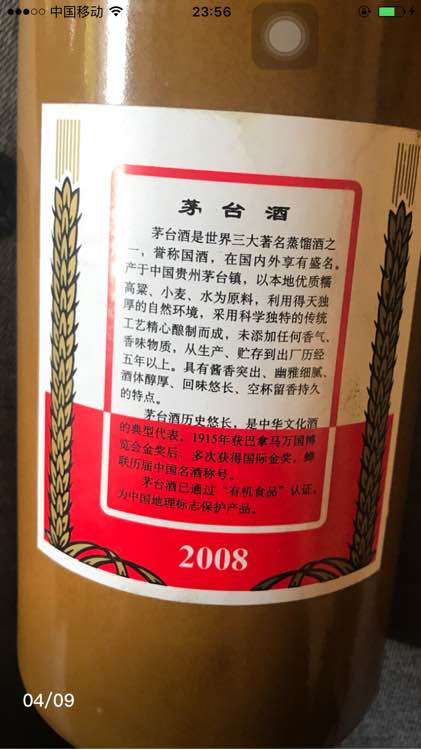 中国移动
23:56
茅台酒
茅台酒是世界三大著名蒸馏酒之
一，誉称国酒，在国内外享有盛名。
产于中国贵州茅台镇，以本地优质糯
高粱、小麦、水为原料，利用得天独
厚的自然环境，采用科学独特的传统
工艺精心酿制而成，未添加任何香气、
香味物质，从生产、贮存到出厂历经
五年以上。具有酱香突出、幽雅细腻、
酒体醇厚、回味悠长、空杯留香持久
的特点。
茅台酒历史悠长，是中华文化酒
的典型代表。1915年获巴拿马万国博
览会金奖后，多次获得国际金奖，蝉
联历届中国名酒称号。
茅台酒已通过“有机食品”认证，
为中国地理标志保护产品。
2008
04/09